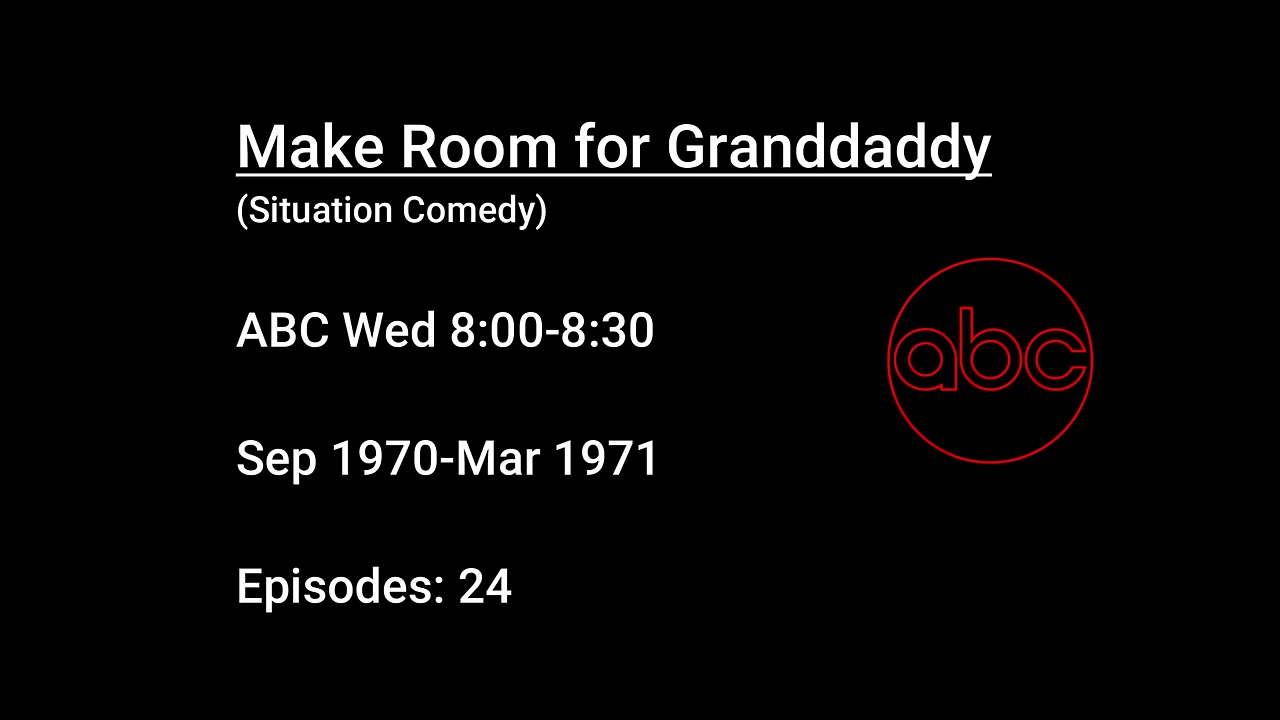 Make Room for Granddaddy
(Situation Comedy)
ABC Wed 8:00-8:30
abc
Sep 1970-Mar 1971
Episodes: 24